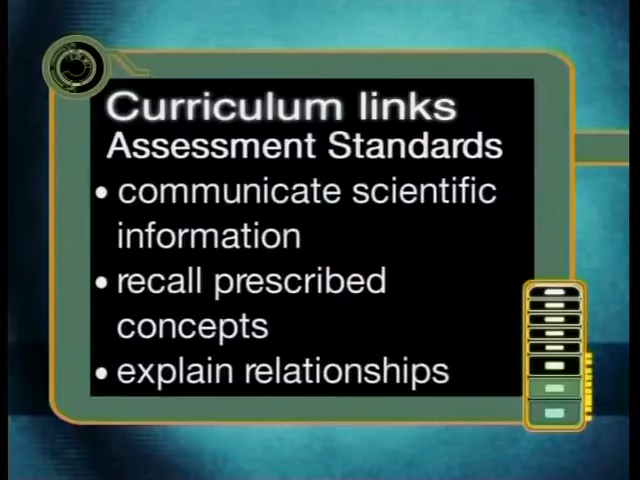 Curriculum links
Assessment Standards
• communicate scientific
information
• recall prescribed
concepts
• explain relationships